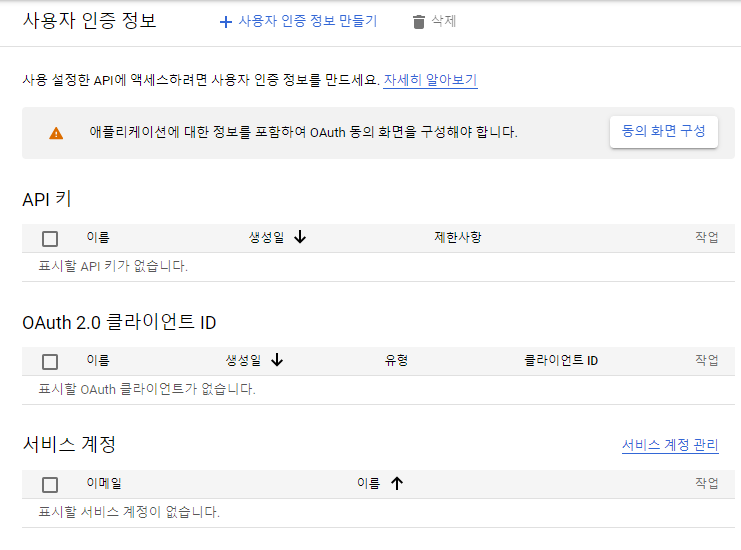 사용자 인증 정보 사용자 인증 정보 만들기 삭제
사용 설정한 API에 액세스하려면 사용자 인증 정보를 만드세요. 자세히 알아보기
애플리케이션에 대한 정보를 포함하여 OAuth 동의 화면을 구성해야 합니다. 동의 화면 구성
API 키
이름 생성일 제한사항 작업
표시할 API 키가 없습니다.
OAuth 2.0 클라이언트 ID
이름 생성일 유형 클라이언트 ID 작업
표시할 OAuth 클라이언트가 없습니다.
서비스 계정 서비스 계정 관리
이메일 이름 작업
표시할 서비스 계정이 없습니다.